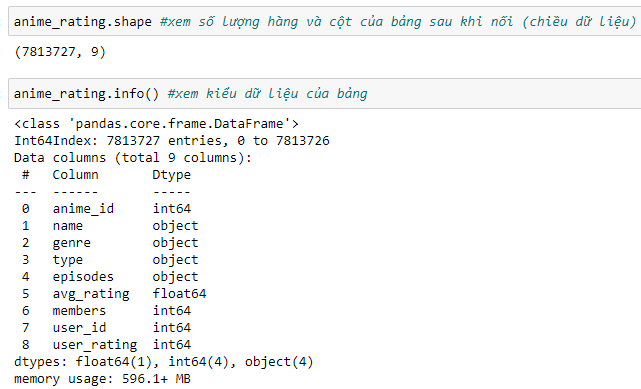 anime_rating.shape #xem số lượng hàng và cột của bảng sau khi nối (chiều dữ liệu)
(7813727, 9)
anime_rating.info() #xem kiểu dữ liệu của bảng
<class 'pandas.core.frame.DataFrame'>
Int64Index: 7813727 entries, 0 to 7813726
Data columns (total 9 columns):
 #   Column       Dtype
---  ------       -----
 0   anime_id     int64
 1   name         object
 2   genre        object
 3   type         object
 4   episodes     object
 5   avg_rating   float64
 6   members      int64
 7   user_id      int64
 8   user_rating  int64
dtypes: float64(1), int64(4), object(4)
memory usage: 596.1+ MB